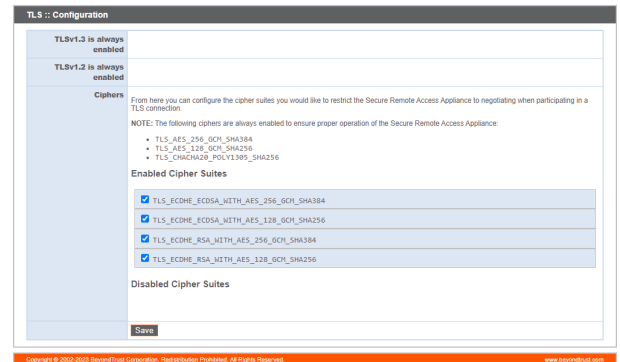 TLS :: Configuration
TLSv1.3 is always
enabled
TLSv1.2 is always
enabled
Ciphers
From here you can configure the cipher suites you would like to restrict the Secure Remote Access Appliance to negotiating when participating in a
TLS connection.
NOTE: The following ciphers are always enabled to ensure proper operation of the Secure Remote Access Appliance:
• TLS_AES_256_GCM_SHA384
• TLS_AES_128_GCM_SHA256
• TLS_CHACHA20_POLY1305_SHA256
Enabled Cipher Suites
TLS_ECDHE_ECDSA_WITH_AES_256_GCM_SHA384
TLS_ECDHE_ECDSA_WITH_AES_128_GCM_SHA256
TLS_ECDHE_RSA_WITH_AES_256_GCM_SHA384
TLS_ECDHE_RSA_WITH_AES_128_GCM_SHA256
Disabled Cipher Suites
Save
Copyright © 2002-2023 BeyondTrust Corporation. Redistribution Prohibited. All Rights Reserved.
www.beyondtrust.com